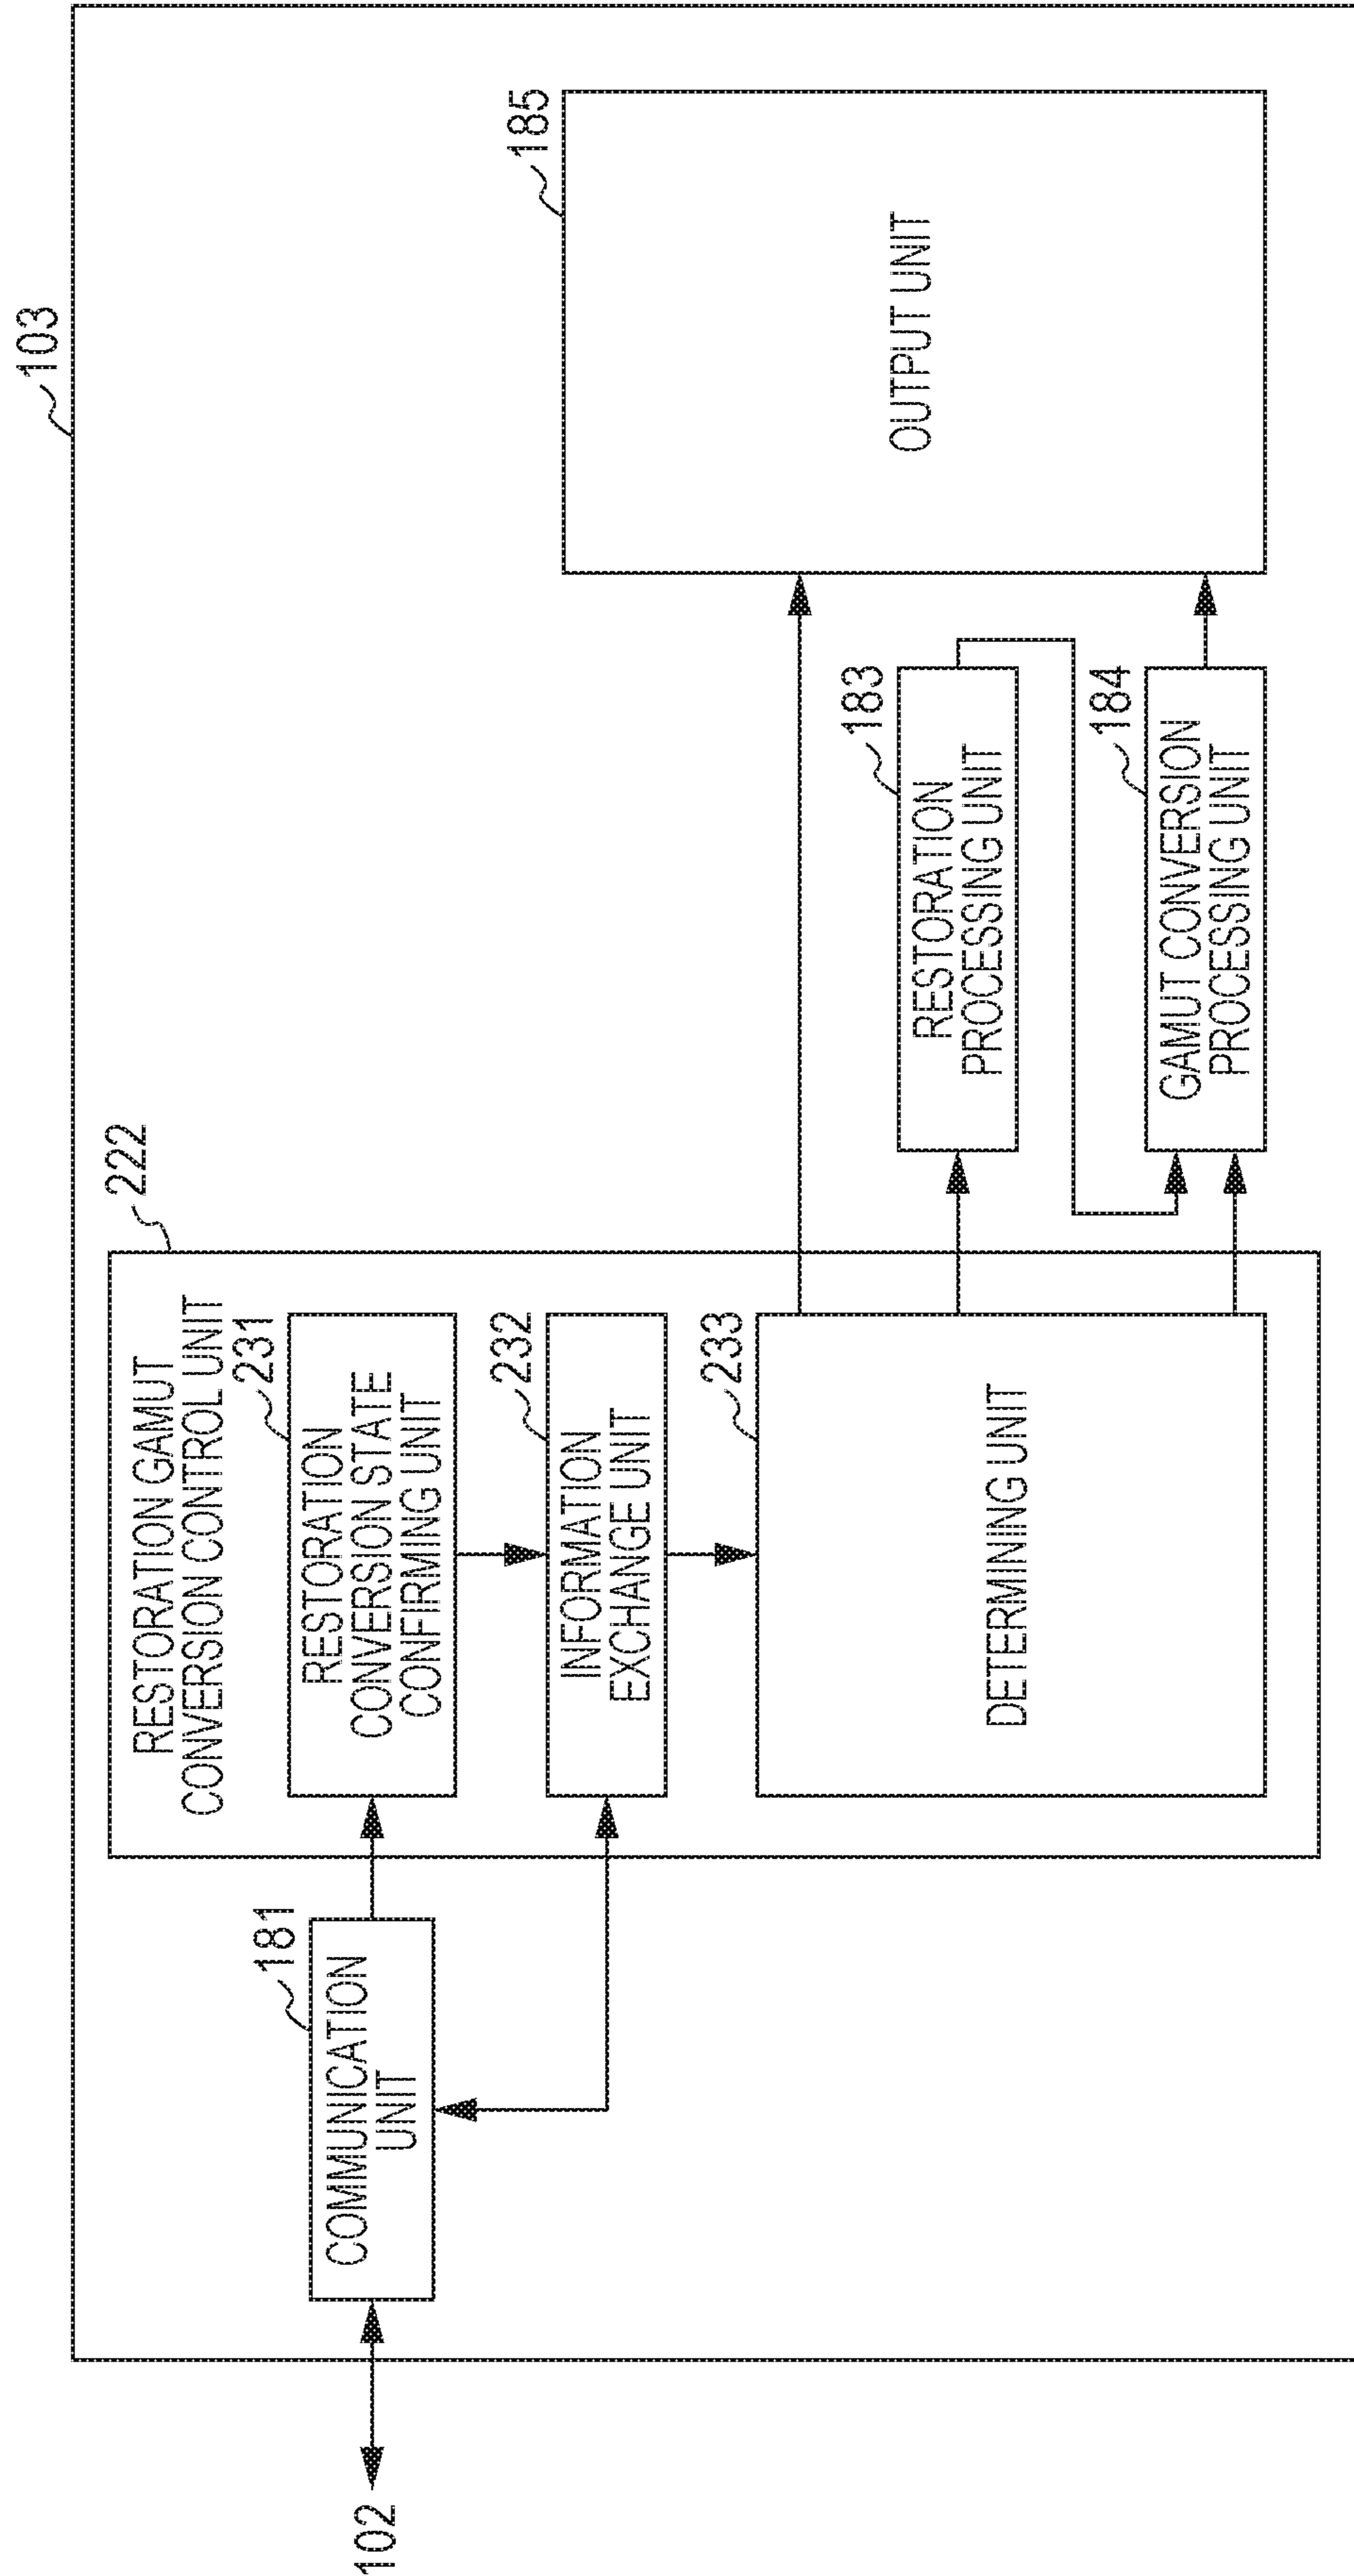 103
222
RESTORATION GAMUT
CONVERSION CONTROL UNIT
181
COMMUNICATION
UNIT
231
RESTORATION
CONVERSION STATE
CONFIRMING UNIT
102
232
INFORMATION
EXCHANGE UNIT
185
OUTPUT UNIT
233
DETERMINING UNIT
183
RESTORATION
PROCESSING UNIT
184
GAMUT CONVERSION
PROCESSING UNIT